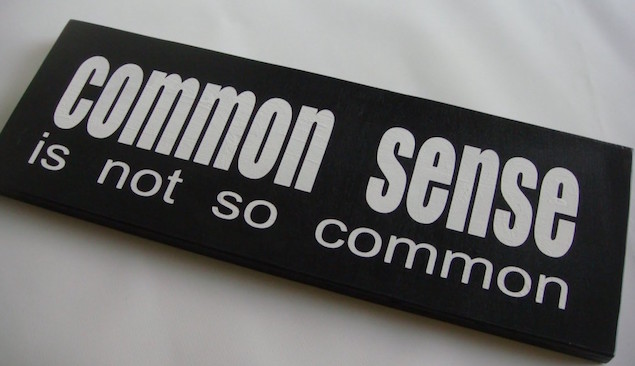 common sense
is not so common